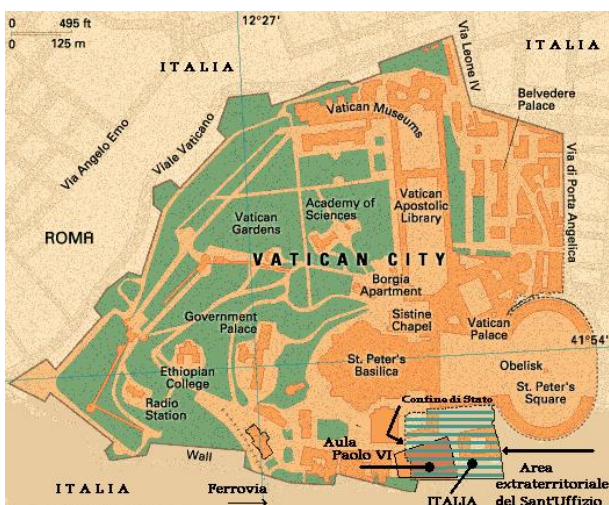 0 495 ft
0 125 m
12°27'
ITALIA
ITALIA
Via Leone IV
Via Angelo Emo
Viale Vaticano
Vatican Museums
Belvedere
Palace
Via di Porta Angelica
Academy of
Sciences
Vatican
Apostolic
Library
Vatican
Gardens
ROMA
VATICAN CITY
Borgia
Apartment
Government
Palace
Sistine
Chapel
Vatican
Palace
41°54'
St. Peter's
Basilica
Obelisk
St. Peter's
Square
Ethiopian
College
Radio
Station
Confine di Stato
Wall
Aula
Paolo VI
Area
extraterritoriale
del Sant'Uffizio
ITALIA
Ferrovia
ITALIA